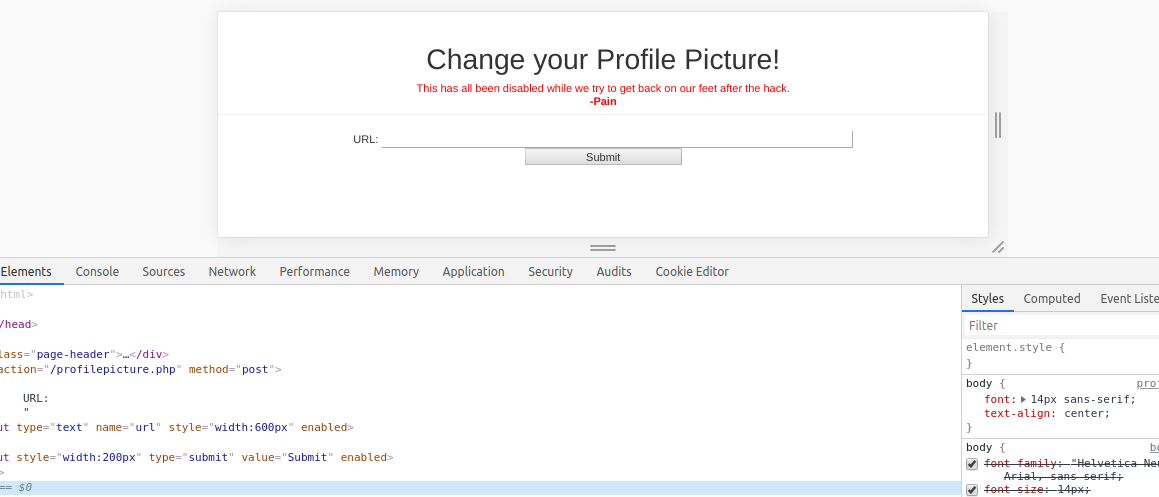 Change your Profile Picture!
This has all been disabled while we try to get back on our feet after the hack.
-Pain
URL:
Submit
Elements Console Sources Network Performance Memory Application Security Audits Cookie Editor
html>
/head>
lass="page-header">…</div>
action="/profilepicture.php" method="post">
URL:
"
ut type="text" name="url" style="width:600px" enabled>
ut style="width:200px" type="submit" value="Submit" enabled>
>
== $0
Styles Computed Event Liste
Filter
element.style {
}
body { prof
font: 14px sans-serif;
text-align: center;
}
body { bo
font-family: "Helvetica Neu
Arial, sans-serif;
font-size: 14px;